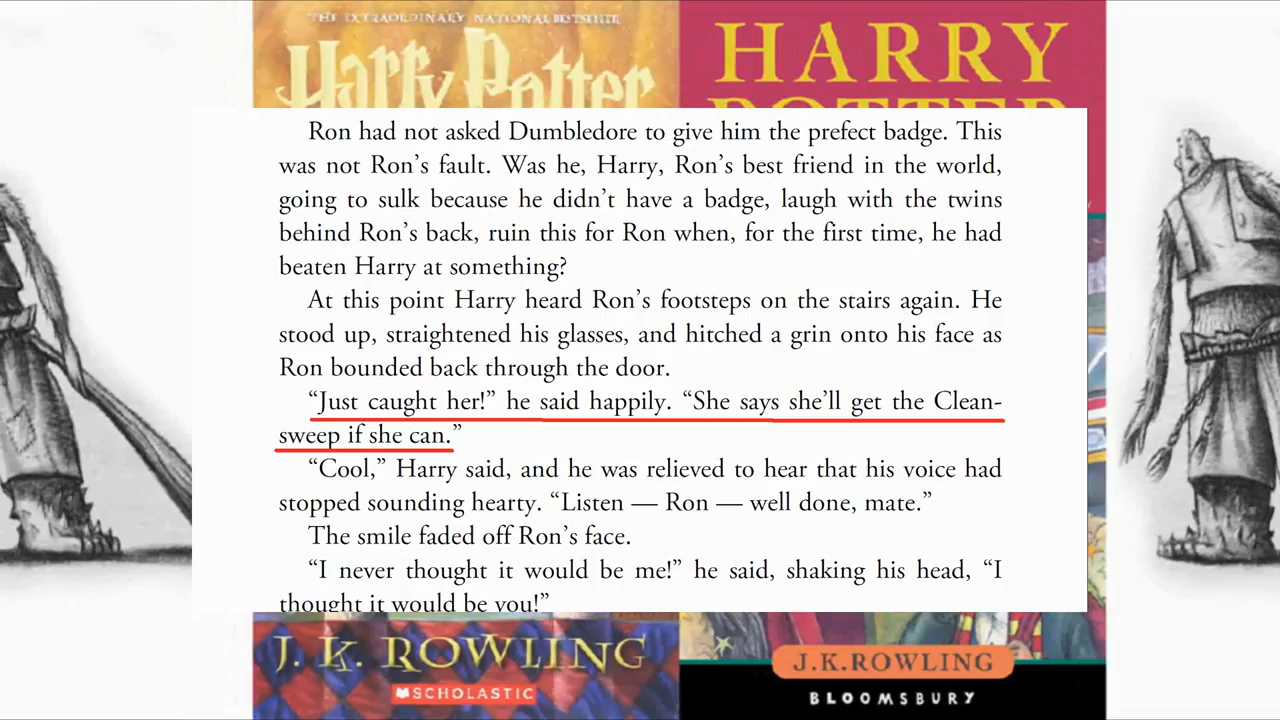 THE EXTRAORDINARY NATIONAL BESTSELLER
Harry Potter
HARRY
POTTER
Ron had not asked Dumbledore to give him the prefect badge. This
was not Ron’s fault. Was he, Harry, Ron’s best friend in the world,
going to sulk because he didn’t have a badge, laugh with the twins
behind Ron’s back, ruin this for Ron when, for the first time, he had
beaten Harry at something?
At this point Harry heard Ron’s footsteps on the stairs again. He
stood up, straightened his glasses, and hitched a grin onto his face as
Ron bounded back through the door.
“Just caught her!” he said happily. “She says she’ll get the Clean-
sweep if she can.”
“Cool,” Harry said, and he was relieved to hear that his voice had
stopped sounding hearty. “Listen — Ron — well done, mate.”
The smile faded off Ron’s face.
“I never thought it would be me!” he said, shaking his head, “I
thought it would be you!”
J. K. ROWLING
SCHOLASTIC
J.K.ROWLING
BLOOMSBURY